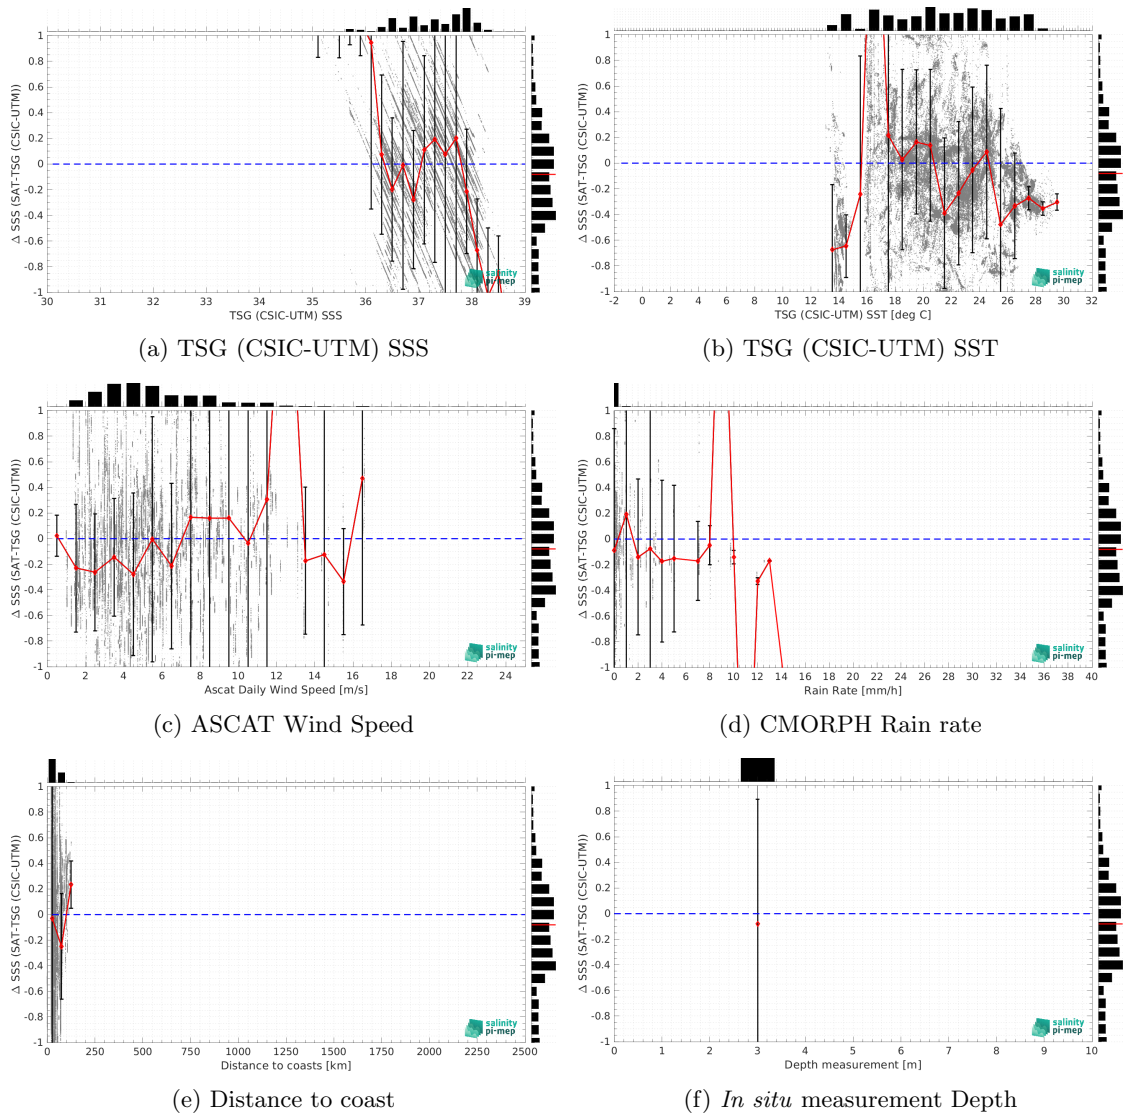 Δ SSS (SAT-TSG (CSIC-UTM))
1
0.8
0.6
0.4
0.2
0
-0.2
-0.4
-0.6
-0.8
-1
30 31 32 33 34 35 36 37 38 39
TSG (CSIC-UTM) SSS
salinity
pi-mep
(a) TSG (CSIC-UTM) SSS
Δ SSS (SAT-TSG (CSIC-UTM))
1
0.8
0.6
0.4
0.2
0
-0.2
-0.4
-0.6
-0.8
-1
-2 0 2 4 6 8 10 12 14 16 18 20 22 24 26 28 30 32
TSG (CSIC-UTM) SST [deg C]
salinity
pi-mep
(b) TSG (CSIC-UTM) SST
Δ SSS (SAT-TSG (CSIC-UTM))
1
0.8
0.6
0.4
0.2
0
-0.2
-0.4
-0.6
-0.8
-1
0 2 4 6 8 10 12 14 16 18 20 22 24
Ascat Daily Wind Speed [m/s]
salinity
pi-mep
(c) ASCAT Wind Speed
Δ SSS (SAT-TSG (CSIC-UTM))
1
0.8
0.6
0.4
0.2
0
-0.2
-0.4
-0.6
-0.8
-1
0 2 4 6 8 10 12 14 16 18 20 22 24 26 28 30 32 34 36 38 40
Rain Rate [mm/h]
salinity
pi-mep
(d) CMORPH Rain rate
Δ SSS (SAT-TSG (CSIC-UTM))
1
0.8
0.6
0.4
0.2
0
-0.2
-0.4
-0.6
-0.8
-1
0 250 500 750 1000 1250 1500 1750 2000 2250 2500
Distance to coasts [km]
salinity
pi-mep
(e) Distance to coast
Δ SSS (SAT-TSG (CSIC-UTM))
1
0.8
0.6
0.4
0.2
0
-0.2
-0.4
-0.6
-0.8
-1
0 1 2 3 4 5 6 7 8 9 10
Depth measurement [m]
salinity
pi-mep
(f) In situ measurement Depth